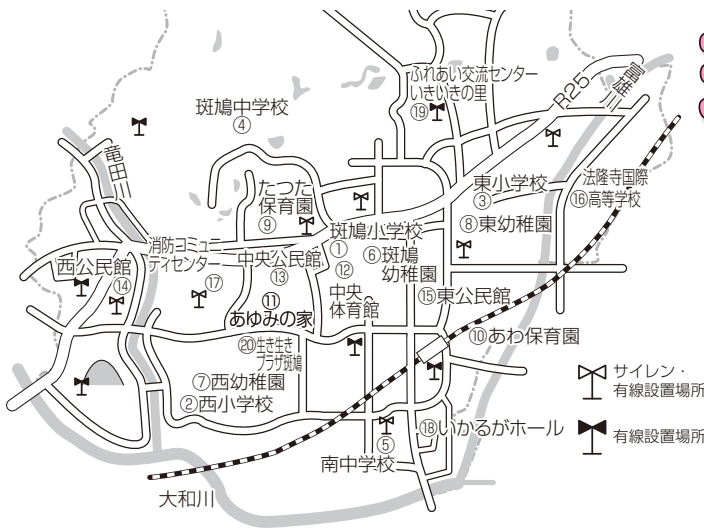 ふれあい交流センター
いきいきの里
⑲
R25
富雄川
斑鳩中学校
④
竜田川
たつた
保育園
⑨
東小学校
③
法隆寺国際
⑯高等学校
⑧東幼稚園
斑鳩小学校
①
⑥斑鳩
幼稚園
消防コミュニ
ティセンター
⑰
中央公民館
⑬
⑫
中央
体育館
西公民館
⑭
⑪
あゆみの家
⑮東公民館
⑩あわ保育園
⑳生き生き
プラザ斑鳩
⑦西幼稚園
②西小学校
サイレン・
有線設置場所
⑱いかるがホール
有線設置場所
⑤
南中学校
大和川